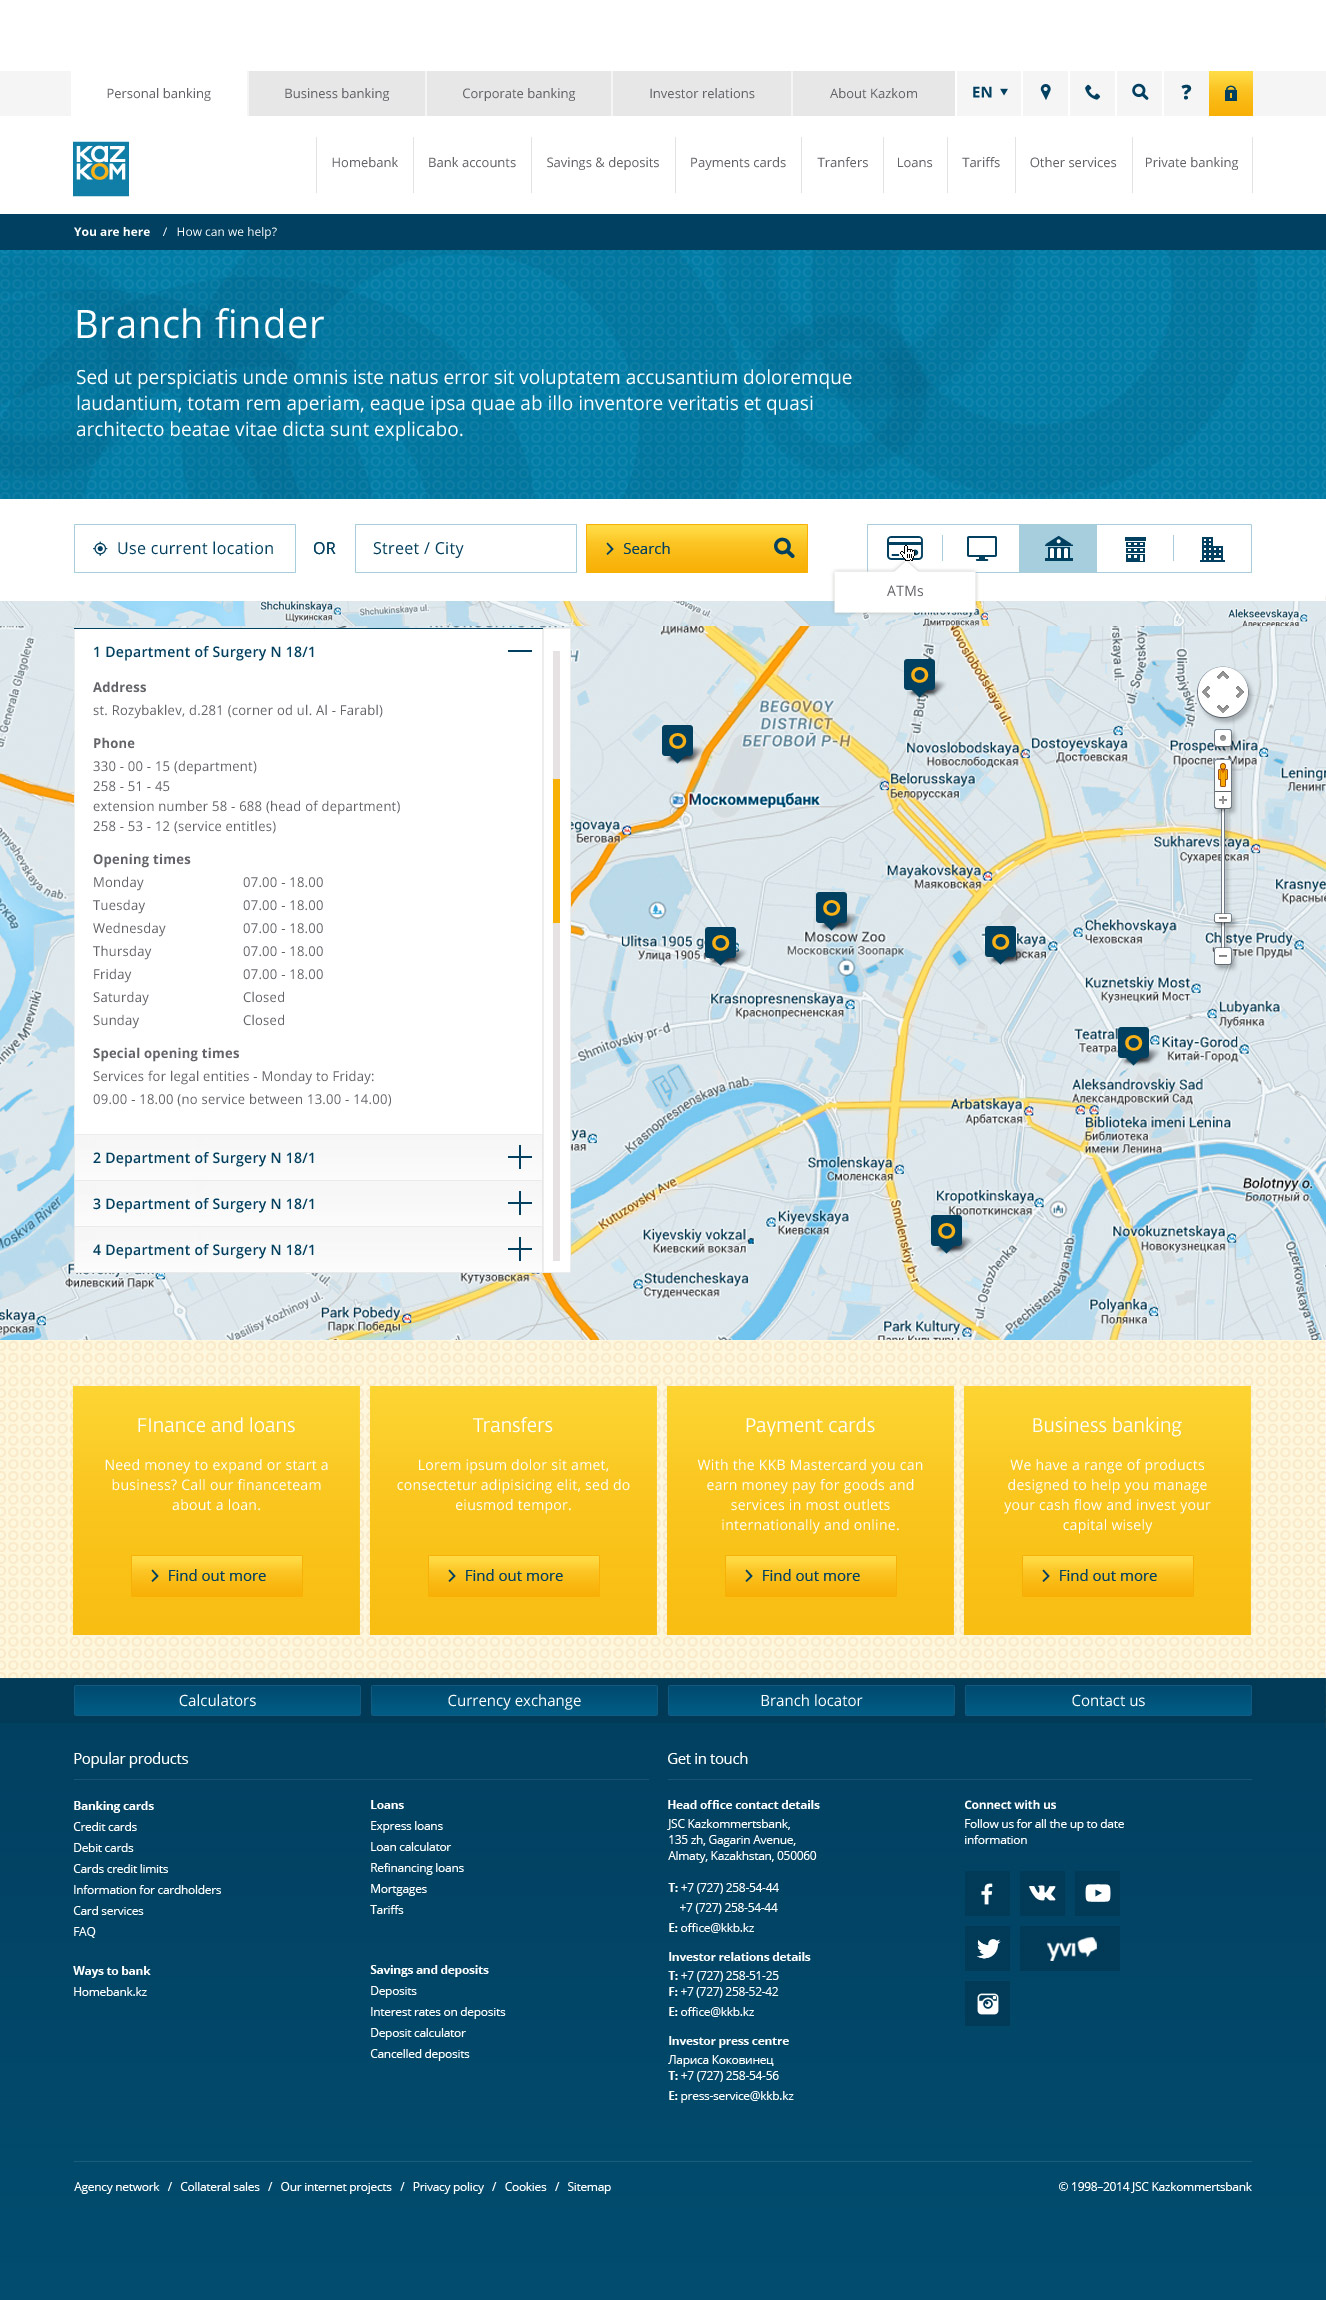 Personal banking
Business banking
Corporate banking
Investor relations
About Kazkom
EN
?
KAZ
KOM
Homebank
Bank accounts
Savings & deposits
Payments cards
Tranfers
Loans
Tariffs
Other services
Private banking
You are here / How can we help?
Branch finder
Sed ut perspiciatis unde omnis iste natus error sit voluptatem accusantium doloremque
laudantium, totam rem aperiam, eaque ipsa quae ab illo inventore veritatis et quasi
architecto beatae vitae dicta sunt explicabo.
Use current location
OR
Street / City
Search
ATMs
1 Department of Surgery N 18/1
Address
st. Rozybaklev, d.281 (corner od ul. Al - Farabl)
Phone
330 - 00 - 15 (department)
258 - 51 - 45
extension number 58 - 688 (head of department)
258 - 53 - 12 (service entitles)
Opening times
Monday 07.00 - 18.00
Tuesday 07.00 - 18.00
Wednesday 07.00 - 18.00
Thursday 07.00 - 18.00
Friday 07.00 - 18.00
Saturday Closed
Sunday Closed
Special opening times
Services for legal entities - Monday to Friday:
09.00 - 18.00 (no service between 13.00 - 14.00)
2 Department of Surgery N 18/1
3 Department of Surgery N 18/1
4 Department of Surgery N 18/1
Shchukinskaya
Щукинская
Shchukinskaya ul.
Динамо
Дмитровская
Alekseevskaya
Novoslobodskaya ul.
ul. Sovetskoy
Olimpiyskiy pr.
BEGOVOY
DISTRICT
БЕГОВОЙ Р-Н
Novoslobodskaya
Новослободская
Dostoyevskaya
Достоевская
Prospekt Mira
Belorusskaya
Белорусская
Москоммерцбанк
Беговая
Sukharevskaya
Сухаревская
Mayakovskaya
Маяковская
Moscow Zoo
Московский Зоопарк
Ulitsa 1905
Улица 1905
Chekhovskaya
Чеховская
Chistye Prudy
Kuznetskiy Most
Кузнецкий Мост
Krasnopresnenskaya
Краснопресненская
Lubyanka
Лубянка
Kitay-Gorod
Китай-Город
Shmitovskiy pr-d
Krasnopresnenskaya nab.
Aleksandrovskiy Sad
Александровский Сад
Arbatskaya
Арбатская
Biblioteka imeni Lenina
Библиотека
имени Ленина
Smolenskaya
Смоленская
Bolotnyy o.
Болотный о.
Kutuzovsky Ave
Kropotkinskaya
Кропоткинская
Kiyevskaya
Киевская
Kiyevskiy vokzal
Киевский вокзал
Smolenskiy b-r
Novokuznetskaya
Новокузнецкая
ul. Ostozhenka
Prechistenskaya nab.
Ozerkovskaya nab.
Moskva River
Филевский Парк
Studencheskaya
Студенческая
Vasilisy Kozhinoy ul.
Park Pobedy
Парк Победы
Polyanka
Полянка
Park Kultury
Парк Культуры
FInance and loans
Need money to expand or start a
business? Call our financeteam
about a loan.
Find out more
Transfers
Lorem ipsum dolor sit amet,
consectetur adipisicing elit, sed do
eiusmod tempor.
Find out more
Payment cards
With the KKB Mastercard you can
earn money pay for goods and
services in most outlets
internationally and online.
Find out more
Business banking
We have a range of products
designed to help you manage
your cash flow and invest your
capital wisely
Find out more
Calculators
Currency exchange
Branch locator
Contact us
Popular products
Banking cards
Credit cards
Debit cards
Cards credit limits
Information for cardholders
Card services
FAQ
Ways to bank
Homebank.kz
Loans
Express loans
Loan calculator
Refinancing loans
Mortgages
Tariffs
Savings and deposits
Deposits
Interest rates on deposits
Deposit calculator
Cancelled deposits
Get in touch
Head office contact details
JSC Kazkommertsbank,
135 zh, Gagarin Avenue,
Almaty, Kazakhstan, 050060
T: +7 (727) 258-54-44
+7 (727) 258-54-44
E: office@kkb.kz
Investor relations details
T: +7 (727) 258-51-25
F: +7 (727) 258-52-42
E: office@kkb.kz
Investor press centre
Лариса Коковинец
T: +7 (727) 258-54-56
E: press-service@kkb.kz
Connect with us
Follow us for all the up to date
information
f
yvi
Agency network / Collateral sales / Our internet projects / Privacy policy / Cookies / Sitemap
© 1998–2014 JSC Kazkommertsbank